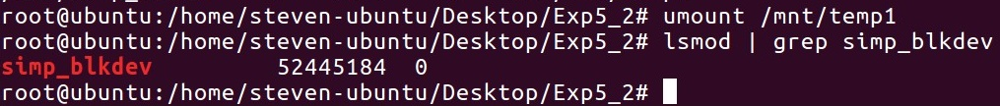 root@ubuntu:/home/steven-ubuntu/Desktop/Exp5_2# umount /mnt/temp1
root@ubuntu:/home/steven-ubuntu/Desktop/Exp5_2# lsmod | grep simp_blkdev
simp_blkdev 52445184 0
root@ubuntu:/home/steven-ubuntu/Desktop/Exp5_2#